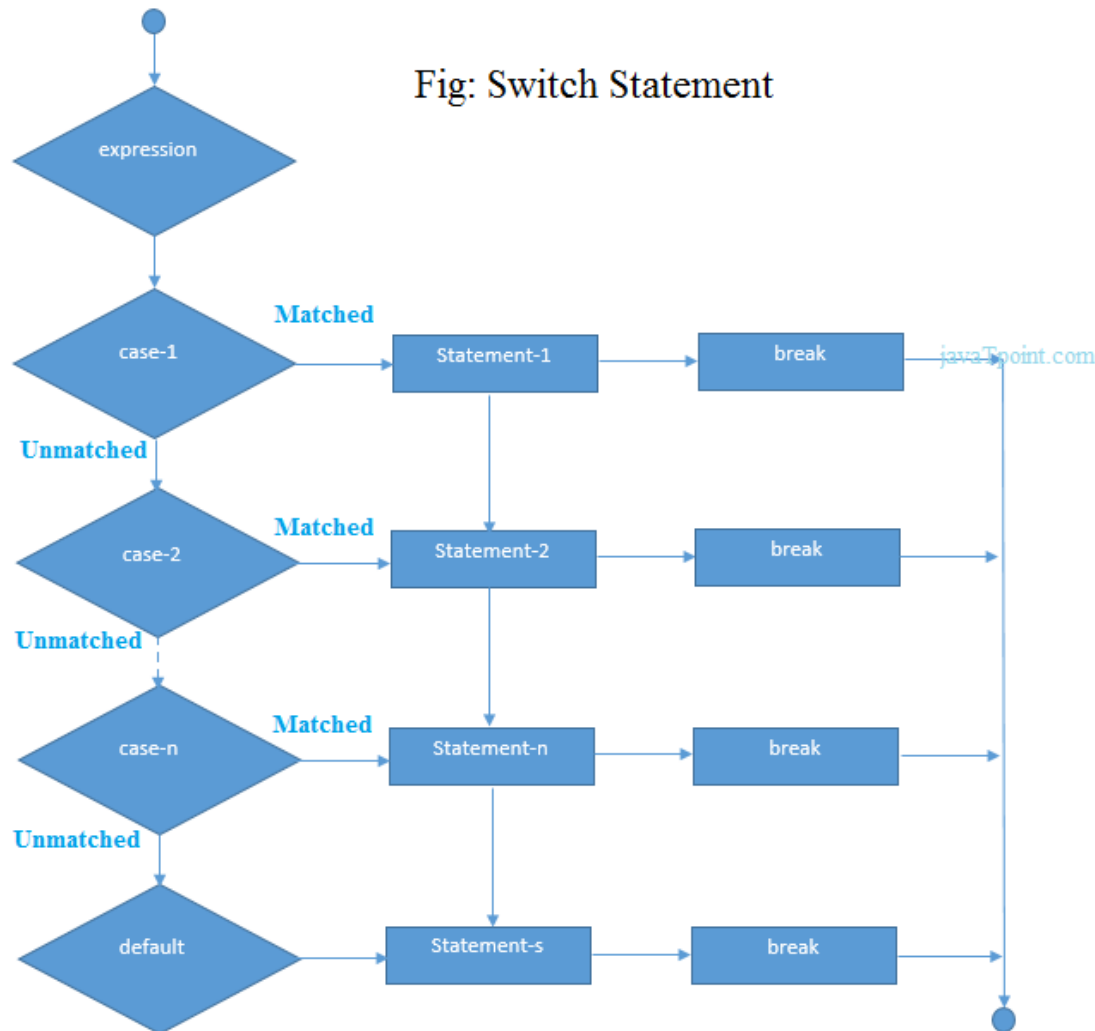 Fig: Switch Statement
expression
case-1
Matched
Statement-1
break
javaTpoint.com
Unmatched
case-2
Matched
Statement-2
break
Unmatched
case-n
Matched
Statement-n
break
Unmatched
default
Statement-s
break